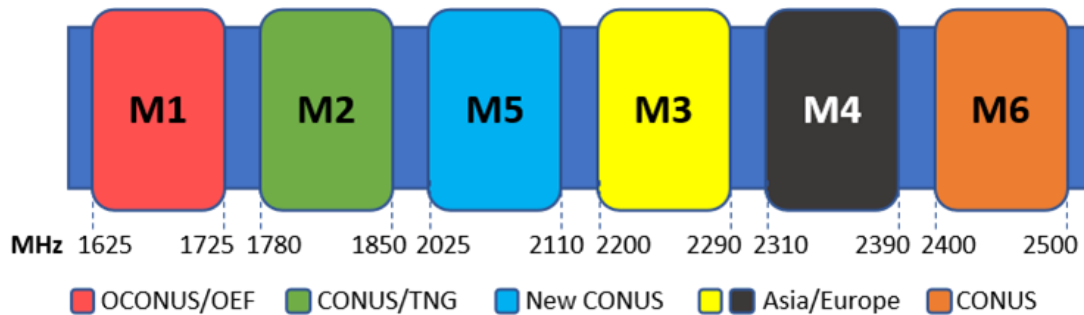 M1 M2 M5 M3 M4 M6
MHz 1625 1725 1780 1850 2025 2110 2200 2290 2310 2390 2400 2500
OCONUS/OEF CONUS/TNG New CONUS Asia/Europe CONUS